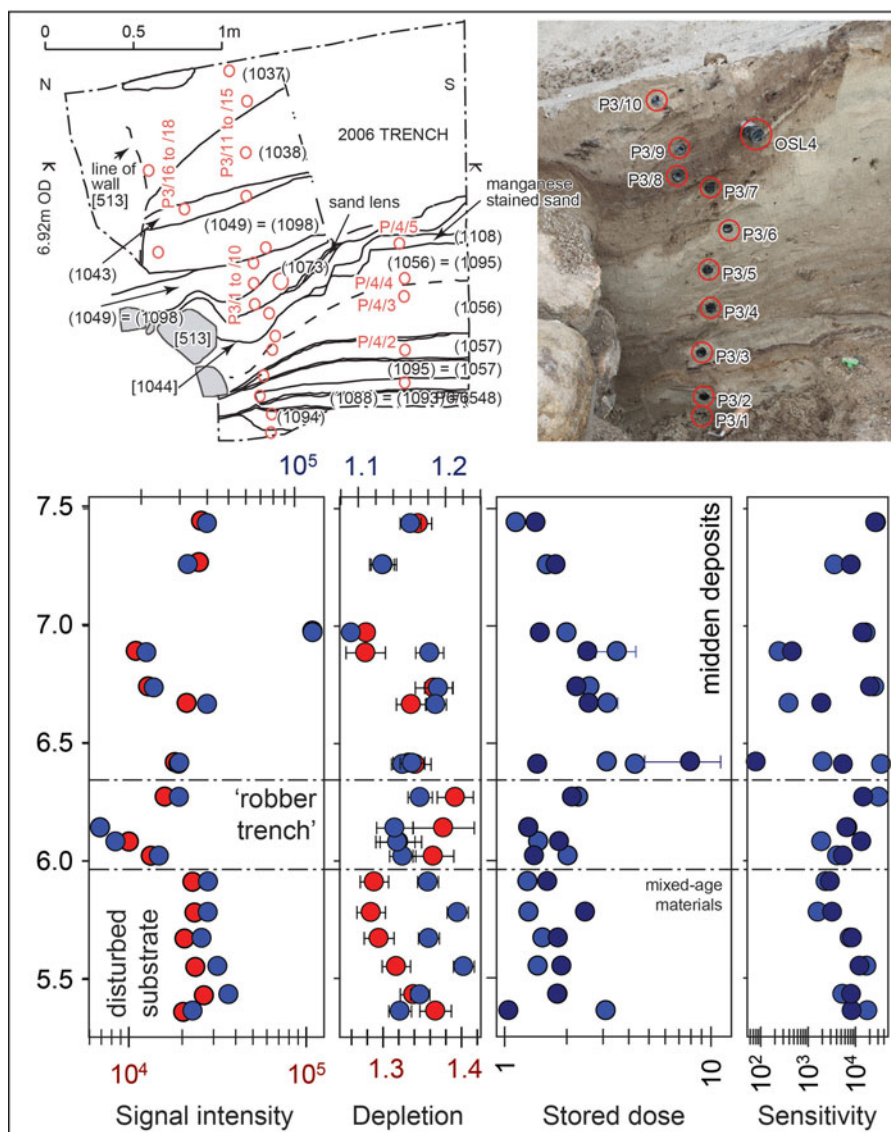 0 0.5 1m
N
S
(1037)
2006 TRENCH
P3/11 to /15
P3/16 to /18
(1038)
line of
wall
[513]
K
K
6.92m OD
sand lens
manganese
stained sand
(1049) = (1098)
P/4/5
(1108)
(1043)
P3/1 to /10
(1073)
(1056) = (1095)
P/4/4
P/4/3
(1049) = (1098)
(1056)
[513]
P/4/2
(1057)
[1044]
(1095) = (1057)
(1088) = (1093
(1094)
P3/10
OSL4
P3/9
P3/8
P3/7
P3/6
P3/5
P3/4
P3/3
P3/2
P3/1
10⁵ 1.1 1.2
7.5
7.0
6.5
6.0
5.5
midden deposits
'robber
trench'
mixed-age
materials
disturbed
substrate
10⁴ 10⁵ 1.3 1.4 1 10 10² 10³ 10⁴
Signal intensity Depletion Stored dose Sensitivity